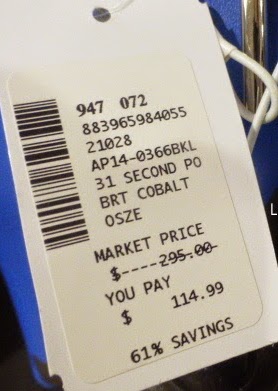 947 072
883965984055
21028
AP14-0366BKL
31 SECOND PO
BRT COBALT
OSZE
MARKET PRICE
$----295.00-
YOU PAY
$ 114.99
61% SAVINGS
L